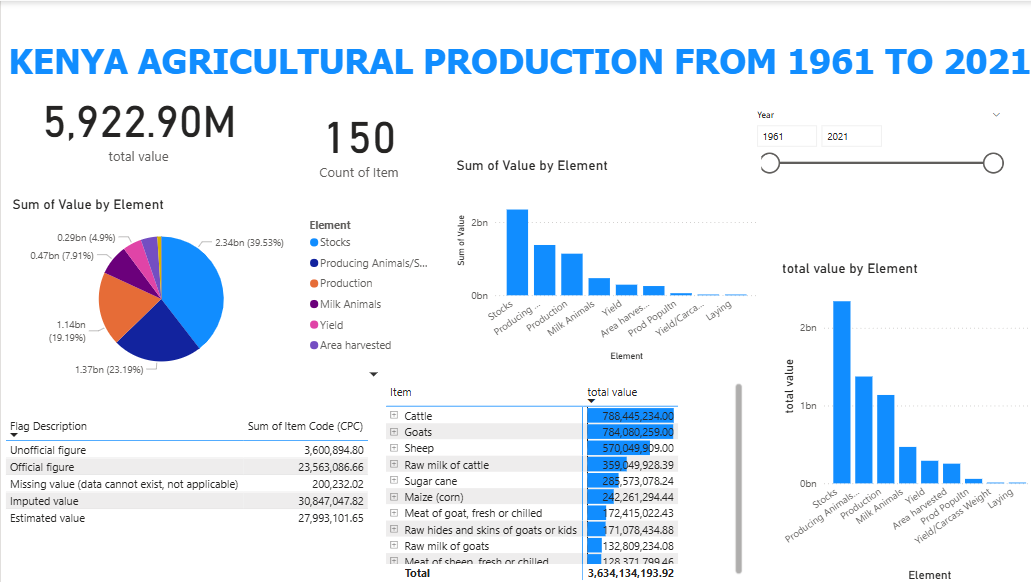 KENYA AGRICULTURAL PRODUCTION FROM 1961 TO 2021
5,922.90M
total value
150
Count of Item
Year
1961 2021
Sum of Value by Element
0.29bn (4.9%)
0.47bn (7.91%)
1.14bn
(19.19%)
1.37bn (23.19%)
2.34bn (39.53%)
Element
Stocks
Producing Animals/S...
Production
Milk Animals
Yield
Area harvested
Sum of Value by Element
Sum of Value
2bn
0bn
Stocks
Producing ...
Production
Milk Animals
Yield
Area harves...
Prod Popultn
Yield/Carca...
Laying
Element
total value by Element
total value
2bn
1bn
0bn
Stocks
Producing Animals...
Production
Milk Animals
Yield
Area harvested
Prod Popultn
Yield/Carcass Weight
Laying
Element
Flag Description Sum of Item Code (CPC)
Unofficial figure 3,600,894.80
Official figure 23,563,086.66
Missing value (data cannot exist, not applicable) 200,232.02
Imputed value 30,847,047.82
Estimated value 27,993,101.65
Item total value
Cattle 788,445,234.00
Goats 784,080,259.00
Sheep 570,049,909.00
Raw milk of cattle 359,049,928.39
Sugar cane 285,573,078.24
Maize (corn) 242,261,294.44
Meat of goat, fresh or chilled 172,415,022.43
Raw hides and skins of goats or kids 171,078,434.88
Raw milk of goats 132,809,234.08
Meat of sheep, fresh or chilled 128,371,799.46
Total 3,634,134,193.92